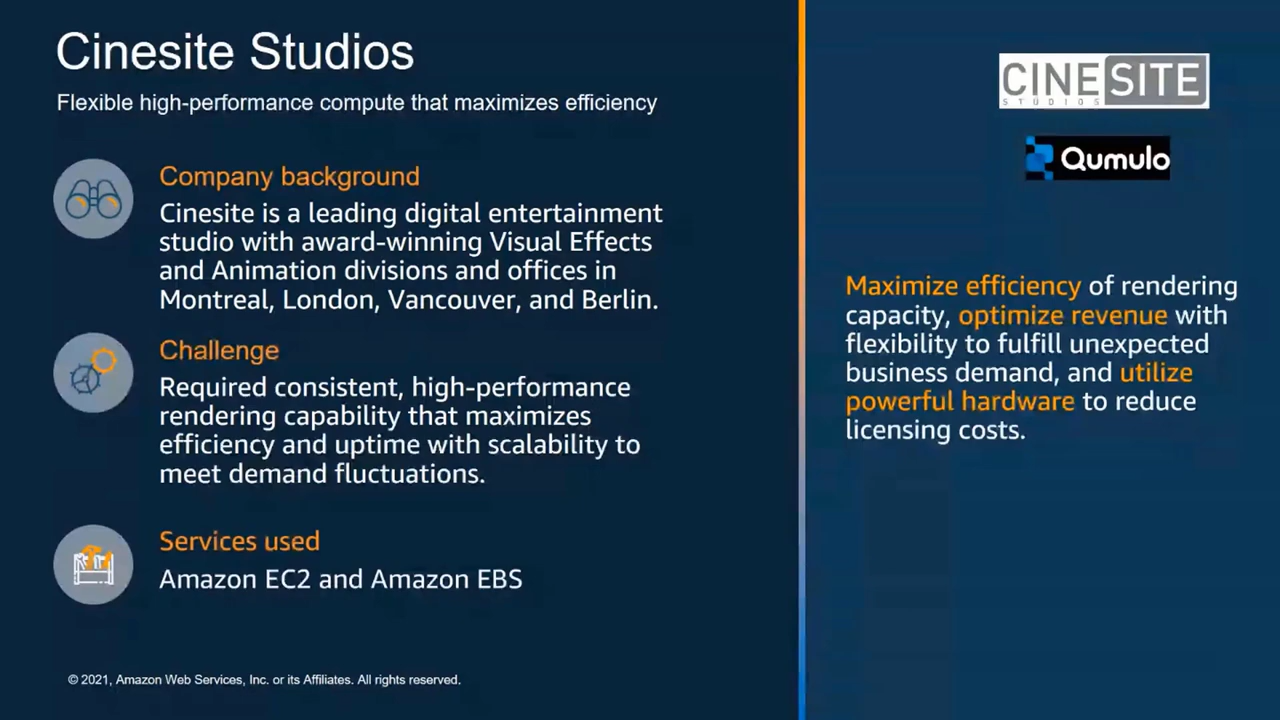 Cinesite Studios
Flexible high-performance compute that maximizes efficiency
Company background
Cinesite is a leading digital entertainment
studio with award-winning Visual Effects
and Animation divisions and offices in
Montreal, London, Vancouver, and Berlin.
Challenge
Required consistent, high-performance
rendering capability that maximizes
efficiency and uptime with scalability to
meet demand fluctuations.
Services used
Amazon EC2 and Amazon EBS
© 2021, Amazon Web Services, Inc. or its Affiliates. All rights reserved.
CINESITE
STUDIOS
Qumulo
Maximize efficiency of rendering
capacity, optimize revenue with
flexibility to fulfill unexpected
business demand, and utilize
powerful hardware to reduce
licensing costs.